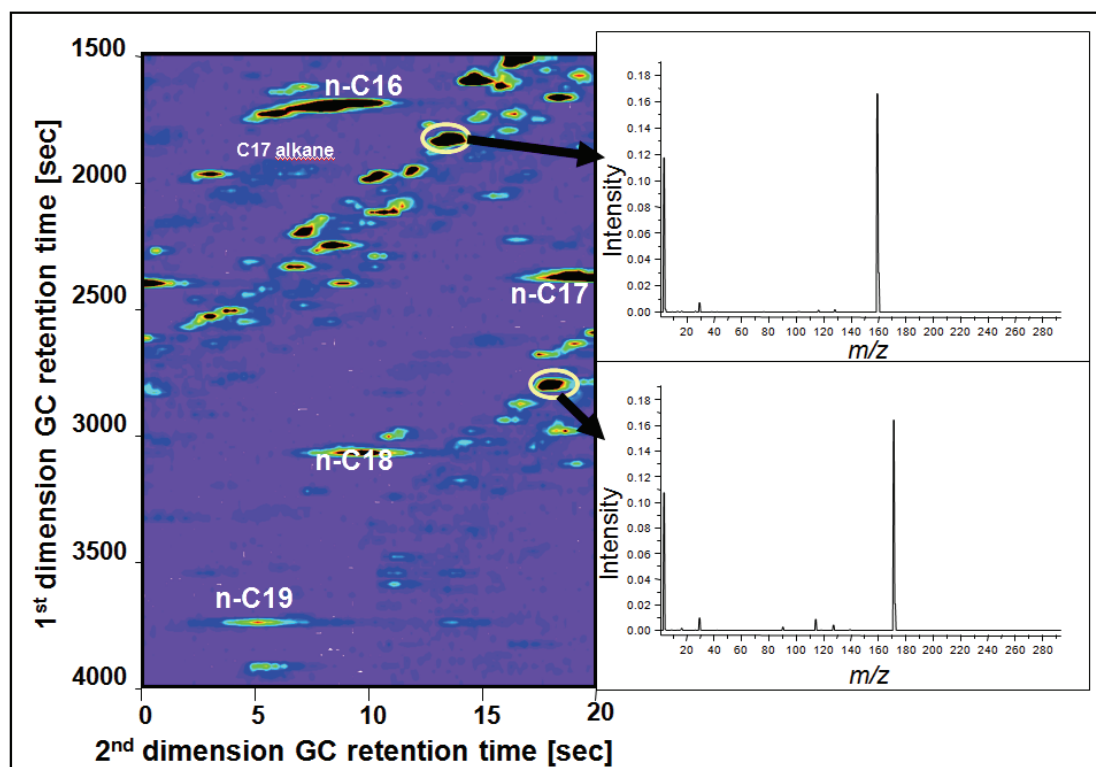 1st dimension GC retention time [sec]
1500
2000
2500
3000
3500
4000
n-C16
C17 alkane
n-C17
n-C18
n-C19
0 5 10 15 20
2nd dimension GC retention time [sec]
Intensity
0.18
0.16
0.14
0.12
0.10
0.08
0.06
0.04
0.02
0.00
20 40 60 80 100 120 140 160 180 200 220 240 260 280
m/z
Intensity
0.18
0.16
0.14
0.12
0.10
0.08
0.06
0.04
0.02
0.00
20 40 60 80 100 120 140 160 180 200 220 240 260 280
m/z